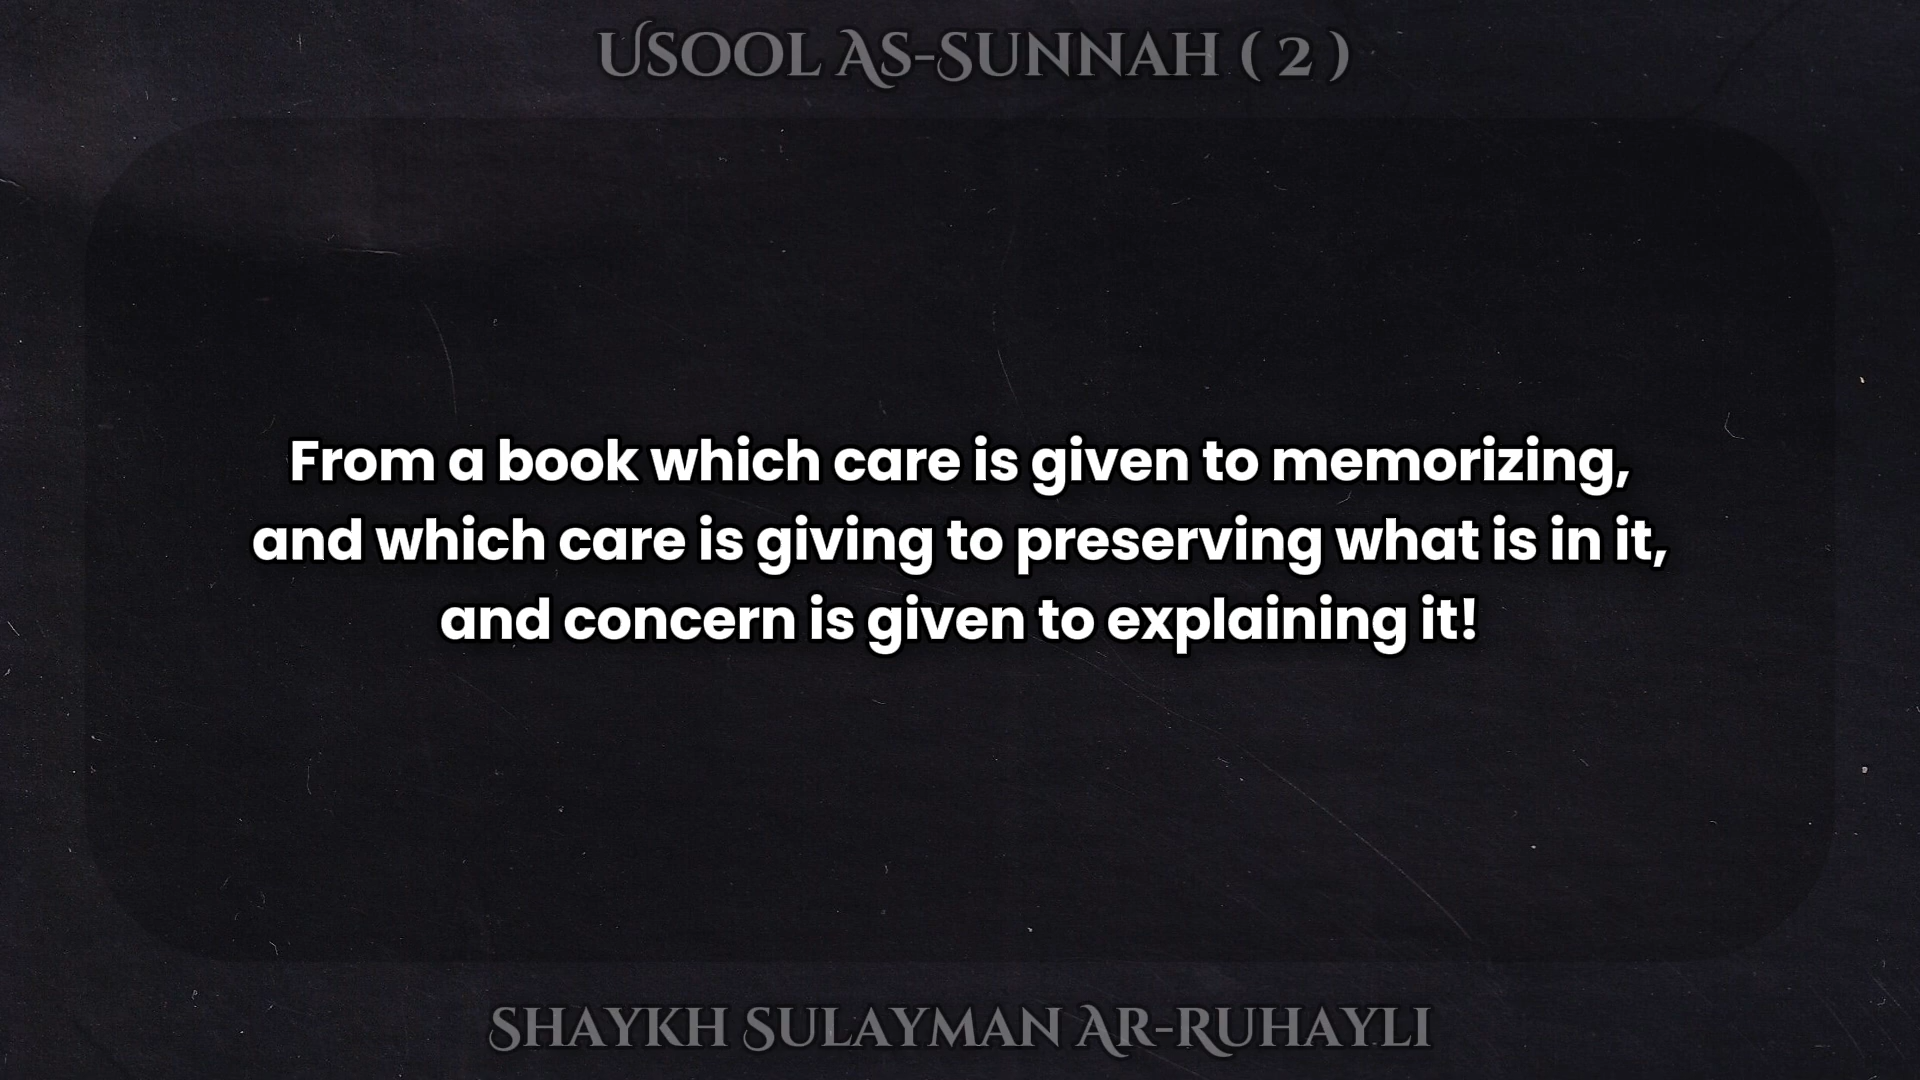 Usool As-Sunnah ( 2 )
From a book which care is given to memorizing,
and which care is giving to preserving what is in it,
and concern is given to explaining it!
Shaykh Sulayman Ar-Ruhayli